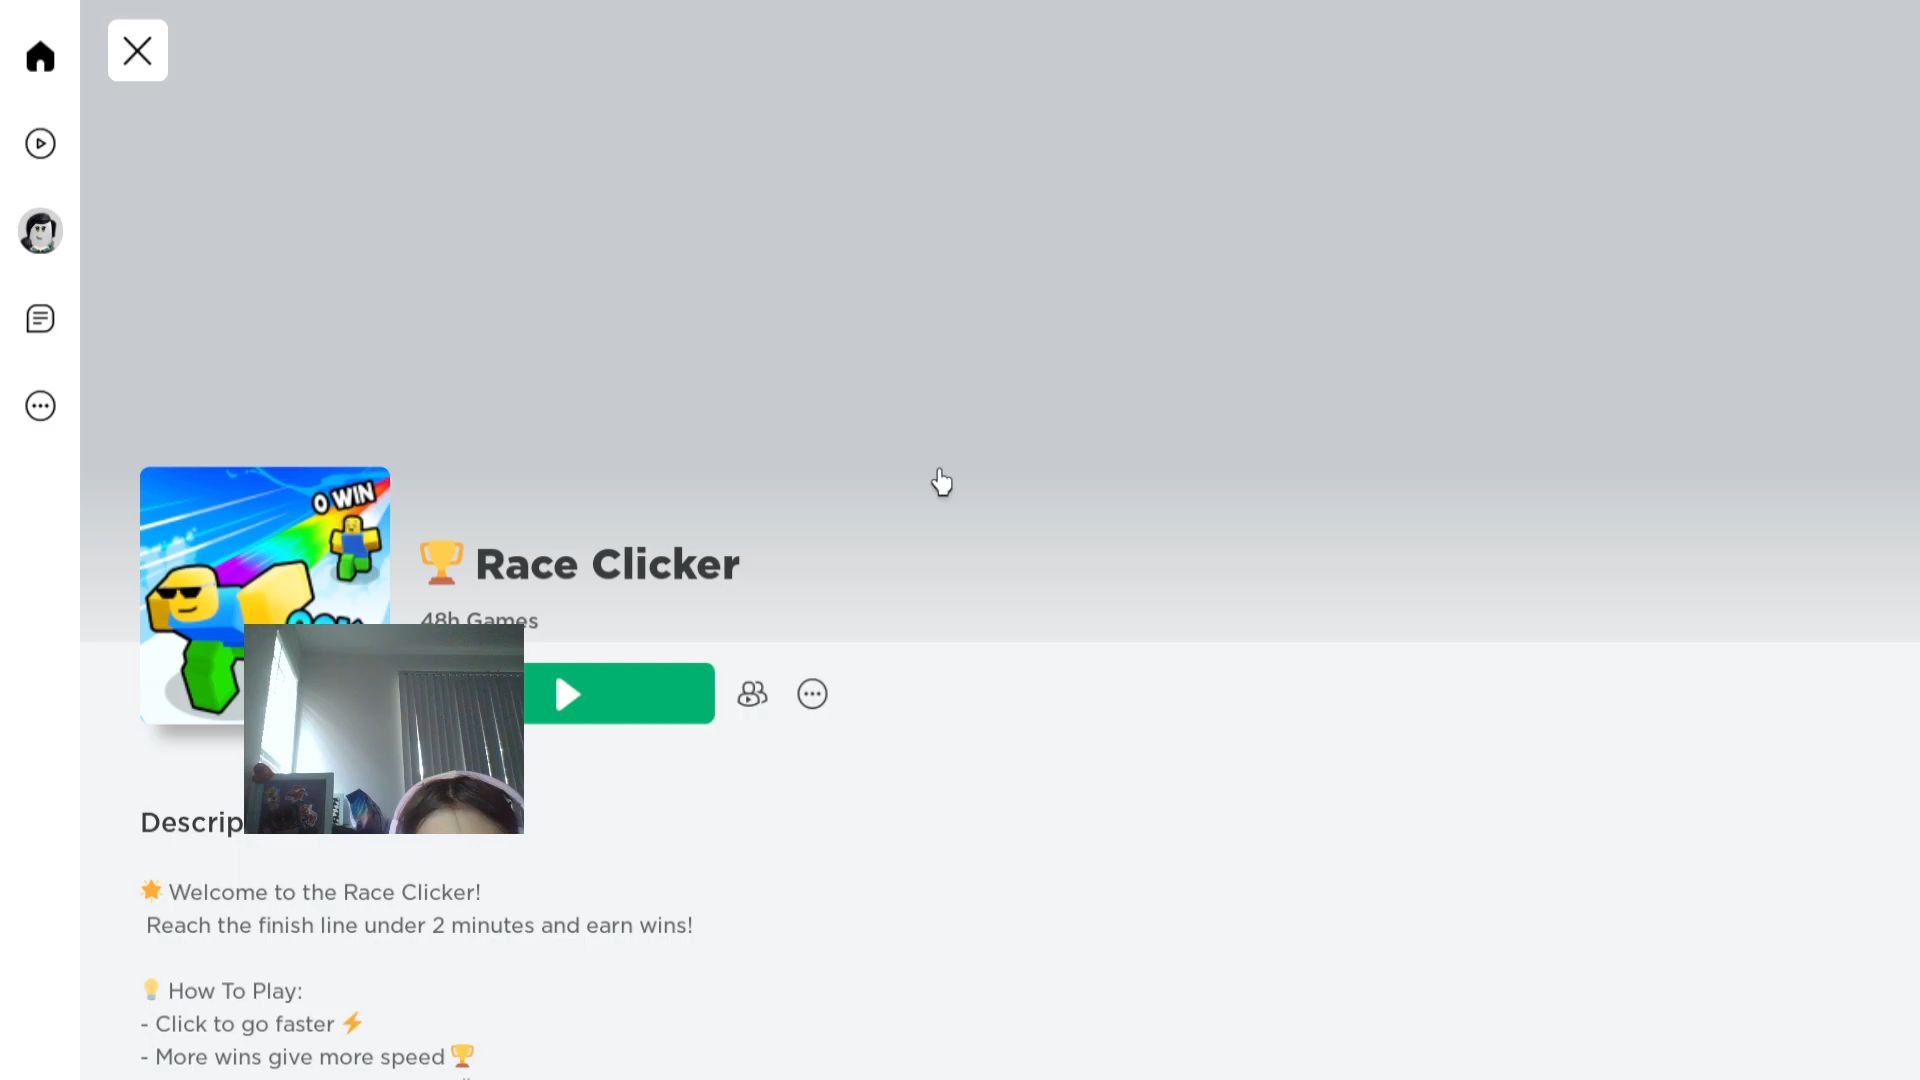 0 WIN
🏆 Race Clicker
48h Games
Descrip
🌟 Welcome to the Race Clicker!
Reach the finish line under 2 minutes and earn wins!
💡 How To Play:
- Click to go faster ⚡
- More wins give more speed 🏆